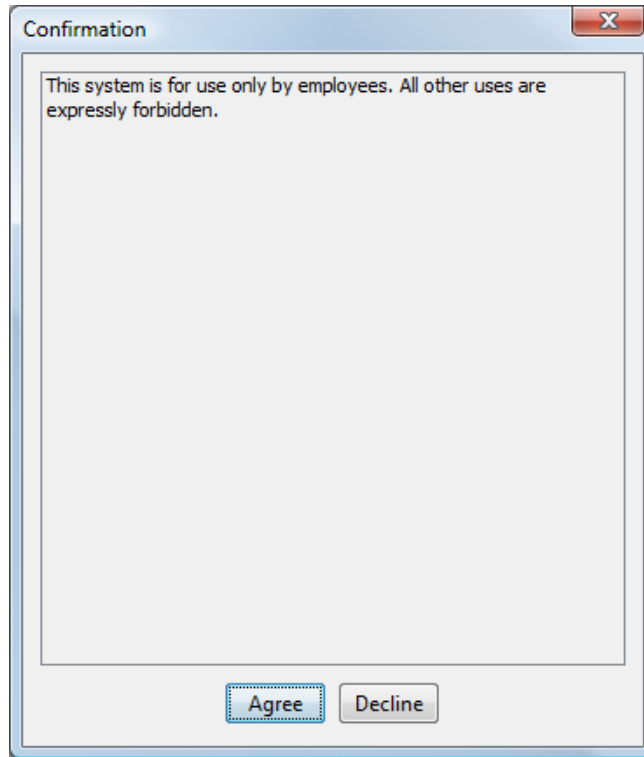 Confirmation
This system is for use only by employees. All other uses are
expressly forbidden.
Agree
Decline